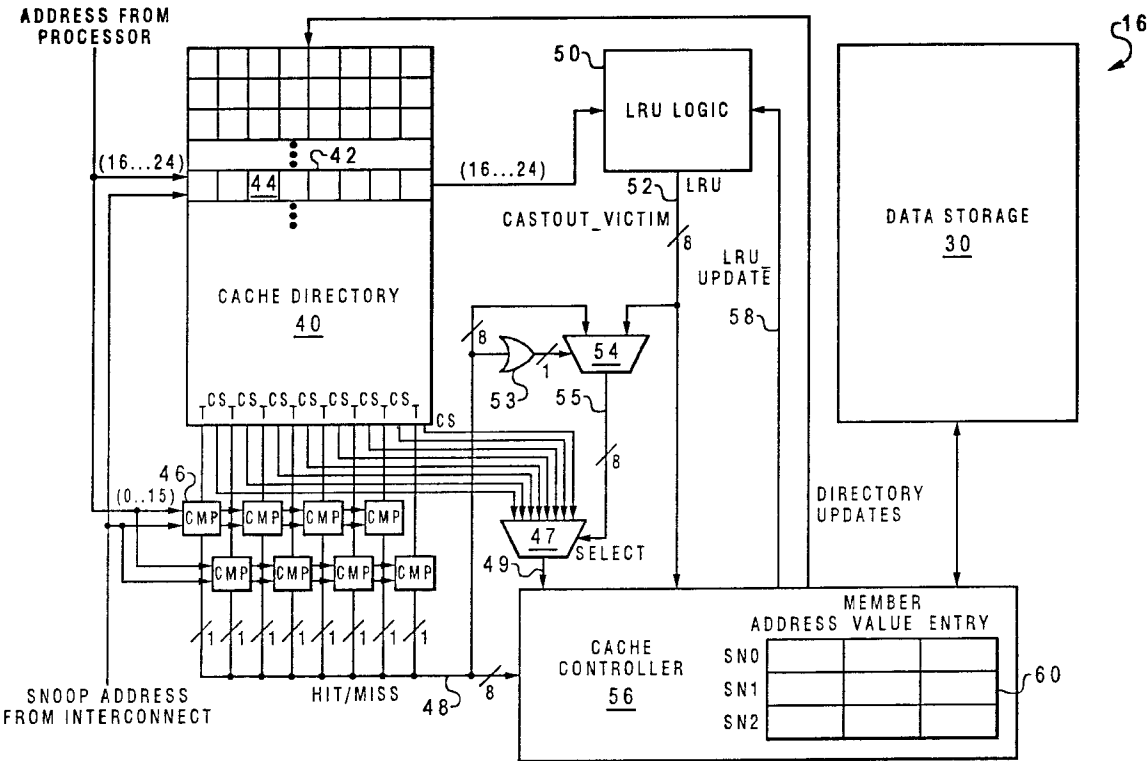 ADDRESS FROM
PROCESSOR
16
50
LRU LOGIC
(16...24)
42
(16...24)
44
52
LRU
CASTOUT_VICTIM
8
DATA STORAGE
30
LRU_
UPDATE
58
CACHE DIRECTORY
40
8
54
53
1
55
8
T CS T CS T CS T CS T CS T CS T CS T CS
46
(0..15)
CMP CMP CMP CMP
47
SELECT
49
DIRECTORY
UPDATES
CMP CMP CMP CMP
1 1 1 1 1 1 1 1
MEMBER
ADDRESS VALUE ENTRY
CACHE
CONTROLLER
56
SN0
SN1
SN2
60
HIT/MISS
48
8
SNOOP ADDRESS
FROM INTERCONNECT